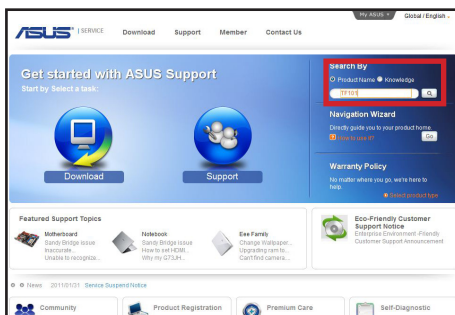 My ASUS
Global / English
ASUS | SERVICE
Download Support Member Contact Us
Get started with ASUS Support
Start by Select a task:
Download
Support
Search By
Product Name Knowledge
TF101
Navigation Wizard
Directly guide you to your product home.
How to use it?
Go
Warranty Policy
No matter where you go, we're here to
help.
Select product type
Featured Support Topics
Motherboard
Sandy Bridge issue
Inaccurate...
Unable to recognize...
Notebook
Sandy Bridge issue
How to set HDMI...
Why my G73JH...
Eee Family
Change Wallpaper...
Upgrading ram to...
Can't find camera...
Eco-Friendly Customer
Support Notice
Enterprise Environment -Friendly
Customer Support Announcement
News 2011/01/31 Service Suspend Notice
Community
Product Registration
Premium Care
Self-Diagnostic